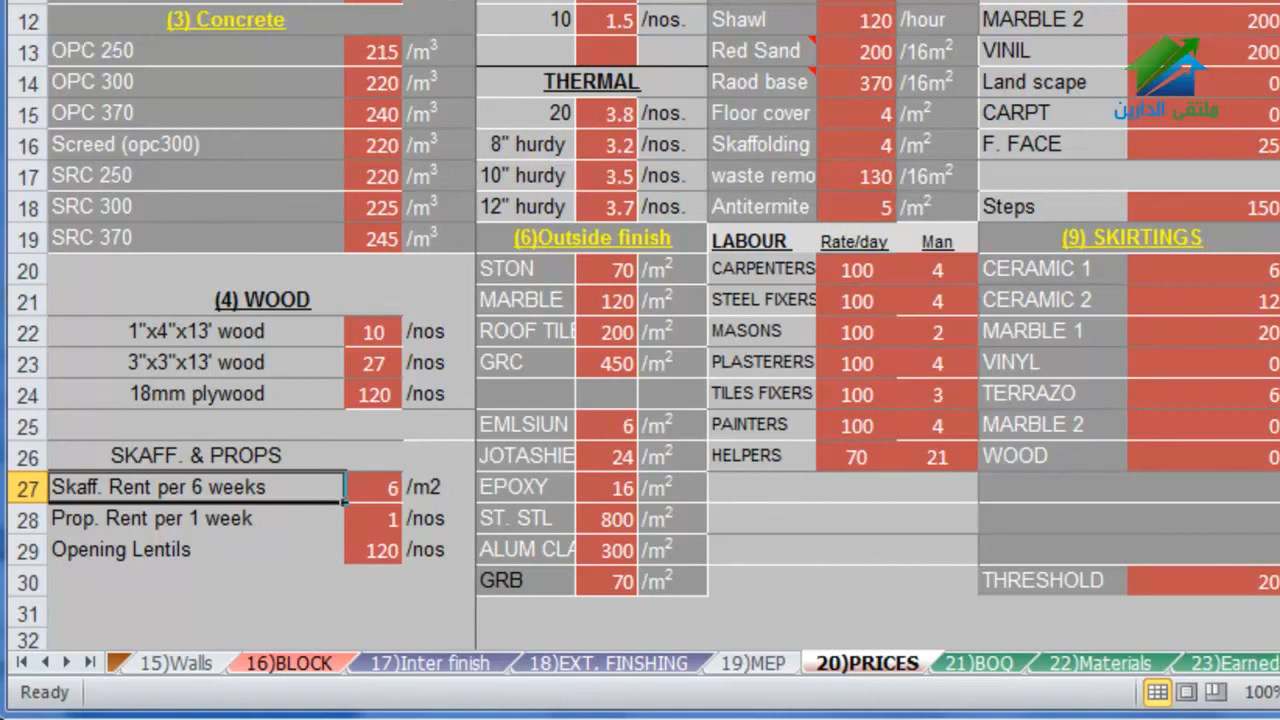 12 (3) Concrete 10 1.5 /nos. Shawl 120 /hour MARBLE 2 200
13 OPC 250 215 /m³ Red Sand 200 /16m² VINIL 200
14 OPC 300 220 /m³ THERMAL Raod base 370 /16m² Land scape 0
15 OPC 370 240 /m³ 20 3.8 /nos. Floor cover 4 /m² CARPT 0
ملتقى الدارين
16 Screed (opc300) 220 /m³ 8" hurdy 3.2 /nos. Skaffolding 4 /m² F. FACE 25
17 SRC 250 220 /m³ 10" hurdy 3.5 /nos. waste remo 130 /16m²
18 SRC 300 225 /m³ 12" hurdy 3.7 /nos. Antitermite 5 /m² Steps 150
19 SRC 370 245 /m³ (6)Outside finish LABOUR Rate/day Man (9) SKIRTINGS
20 STON 70 /m² CARPENTERS 100 4 CERAMIC 1 6
21 (4) WOOD MARBLE 120 /m² STEEL FIXERS 100 4 CERAMIC 2 12
22 1"x4"x13' wood 10 /nos ROOF TILE 200 /m² MASONS 100 2 MARBLE 1 20
23 3"x3"x13' wood 27 /nos GRC 450 /m² PLASTERERS 100 4 VINYL 0
24 18mm plywood 120 /nos TILES FIXERS 100 3 TERRAZO 6
25 EMLSIUN 6 /m² PAINTERS 100 4 MARBLE 2 0
26 SKAFF. & PROPS JOTASHIE 24 /m² HELPERS 70 21 WOOD 0
27 Skaff. Rent per 6 weeks 6 /m2 EPOXY 16 /m²
28 Prop. Rent per 1 week 1 /nos ST. STL 800 /m²
29 Opening Lentils 120 /nos ALUM CLA 300 /m²
30 GRB 70 /m² THRESHOLD 20
31
32
15)Walls 16)BLOCK 17)Inter finish 18)EXT. FINSHING 19)MEP 20)PRICES 21)BOQ 22)Materials 23)Earned
Ready 100%